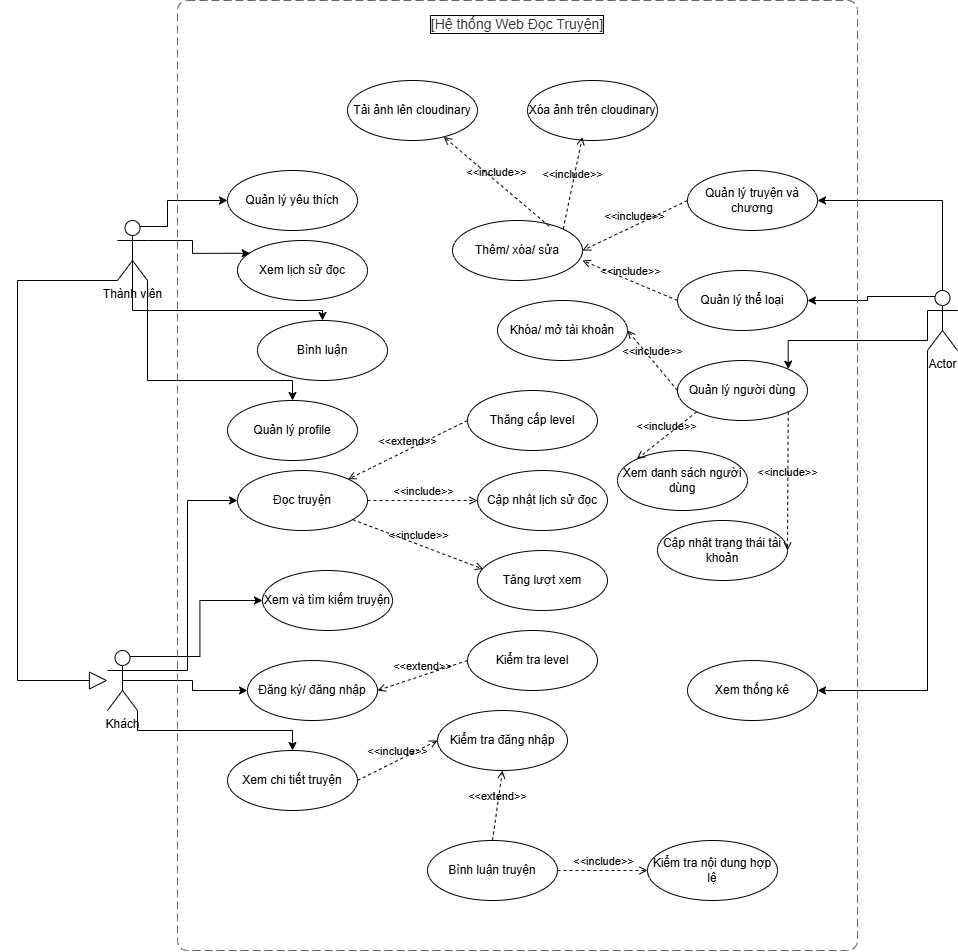 [Hệ thống Web Đọc Truyện]
Tải ảnh lên cloudinary
Xóa ảnh trên cloudinary
<<include>>
<<include>>
Quản lý yêu thích
Quản lý truyện và
chương
<<include>>
Thêm/ xóa/ sửa
Xem lịch sử đọc
<<include>>
Thành viên
Quản lý thể loại
Khóa/ mở tài khoản
Bình luận
<<include>>
Actor
Quản lý người dùng
Thăng cấp level
<<include>>
Quản lý profile
<<extend>>
Xem danh sách người
dùng
<<include>>
<<include>>
Đọc truyện
Cập nhật lịch sử đọc
<<include>>
Cập nhật trạng thái tài
khoản
Tăng lượt xem
Xem và tìm kiếm truyện
Kiểm tra level
<<extend>>
Đăng ký/ đăng nhập
Xem thống kê
Khách
Kiểm tra đăng nhập
<<include>>
Xem chi tiết truyện
<<extend>>
Bình luận truyện
<<include>>
Kiểm tra nội dung hợp
lệ